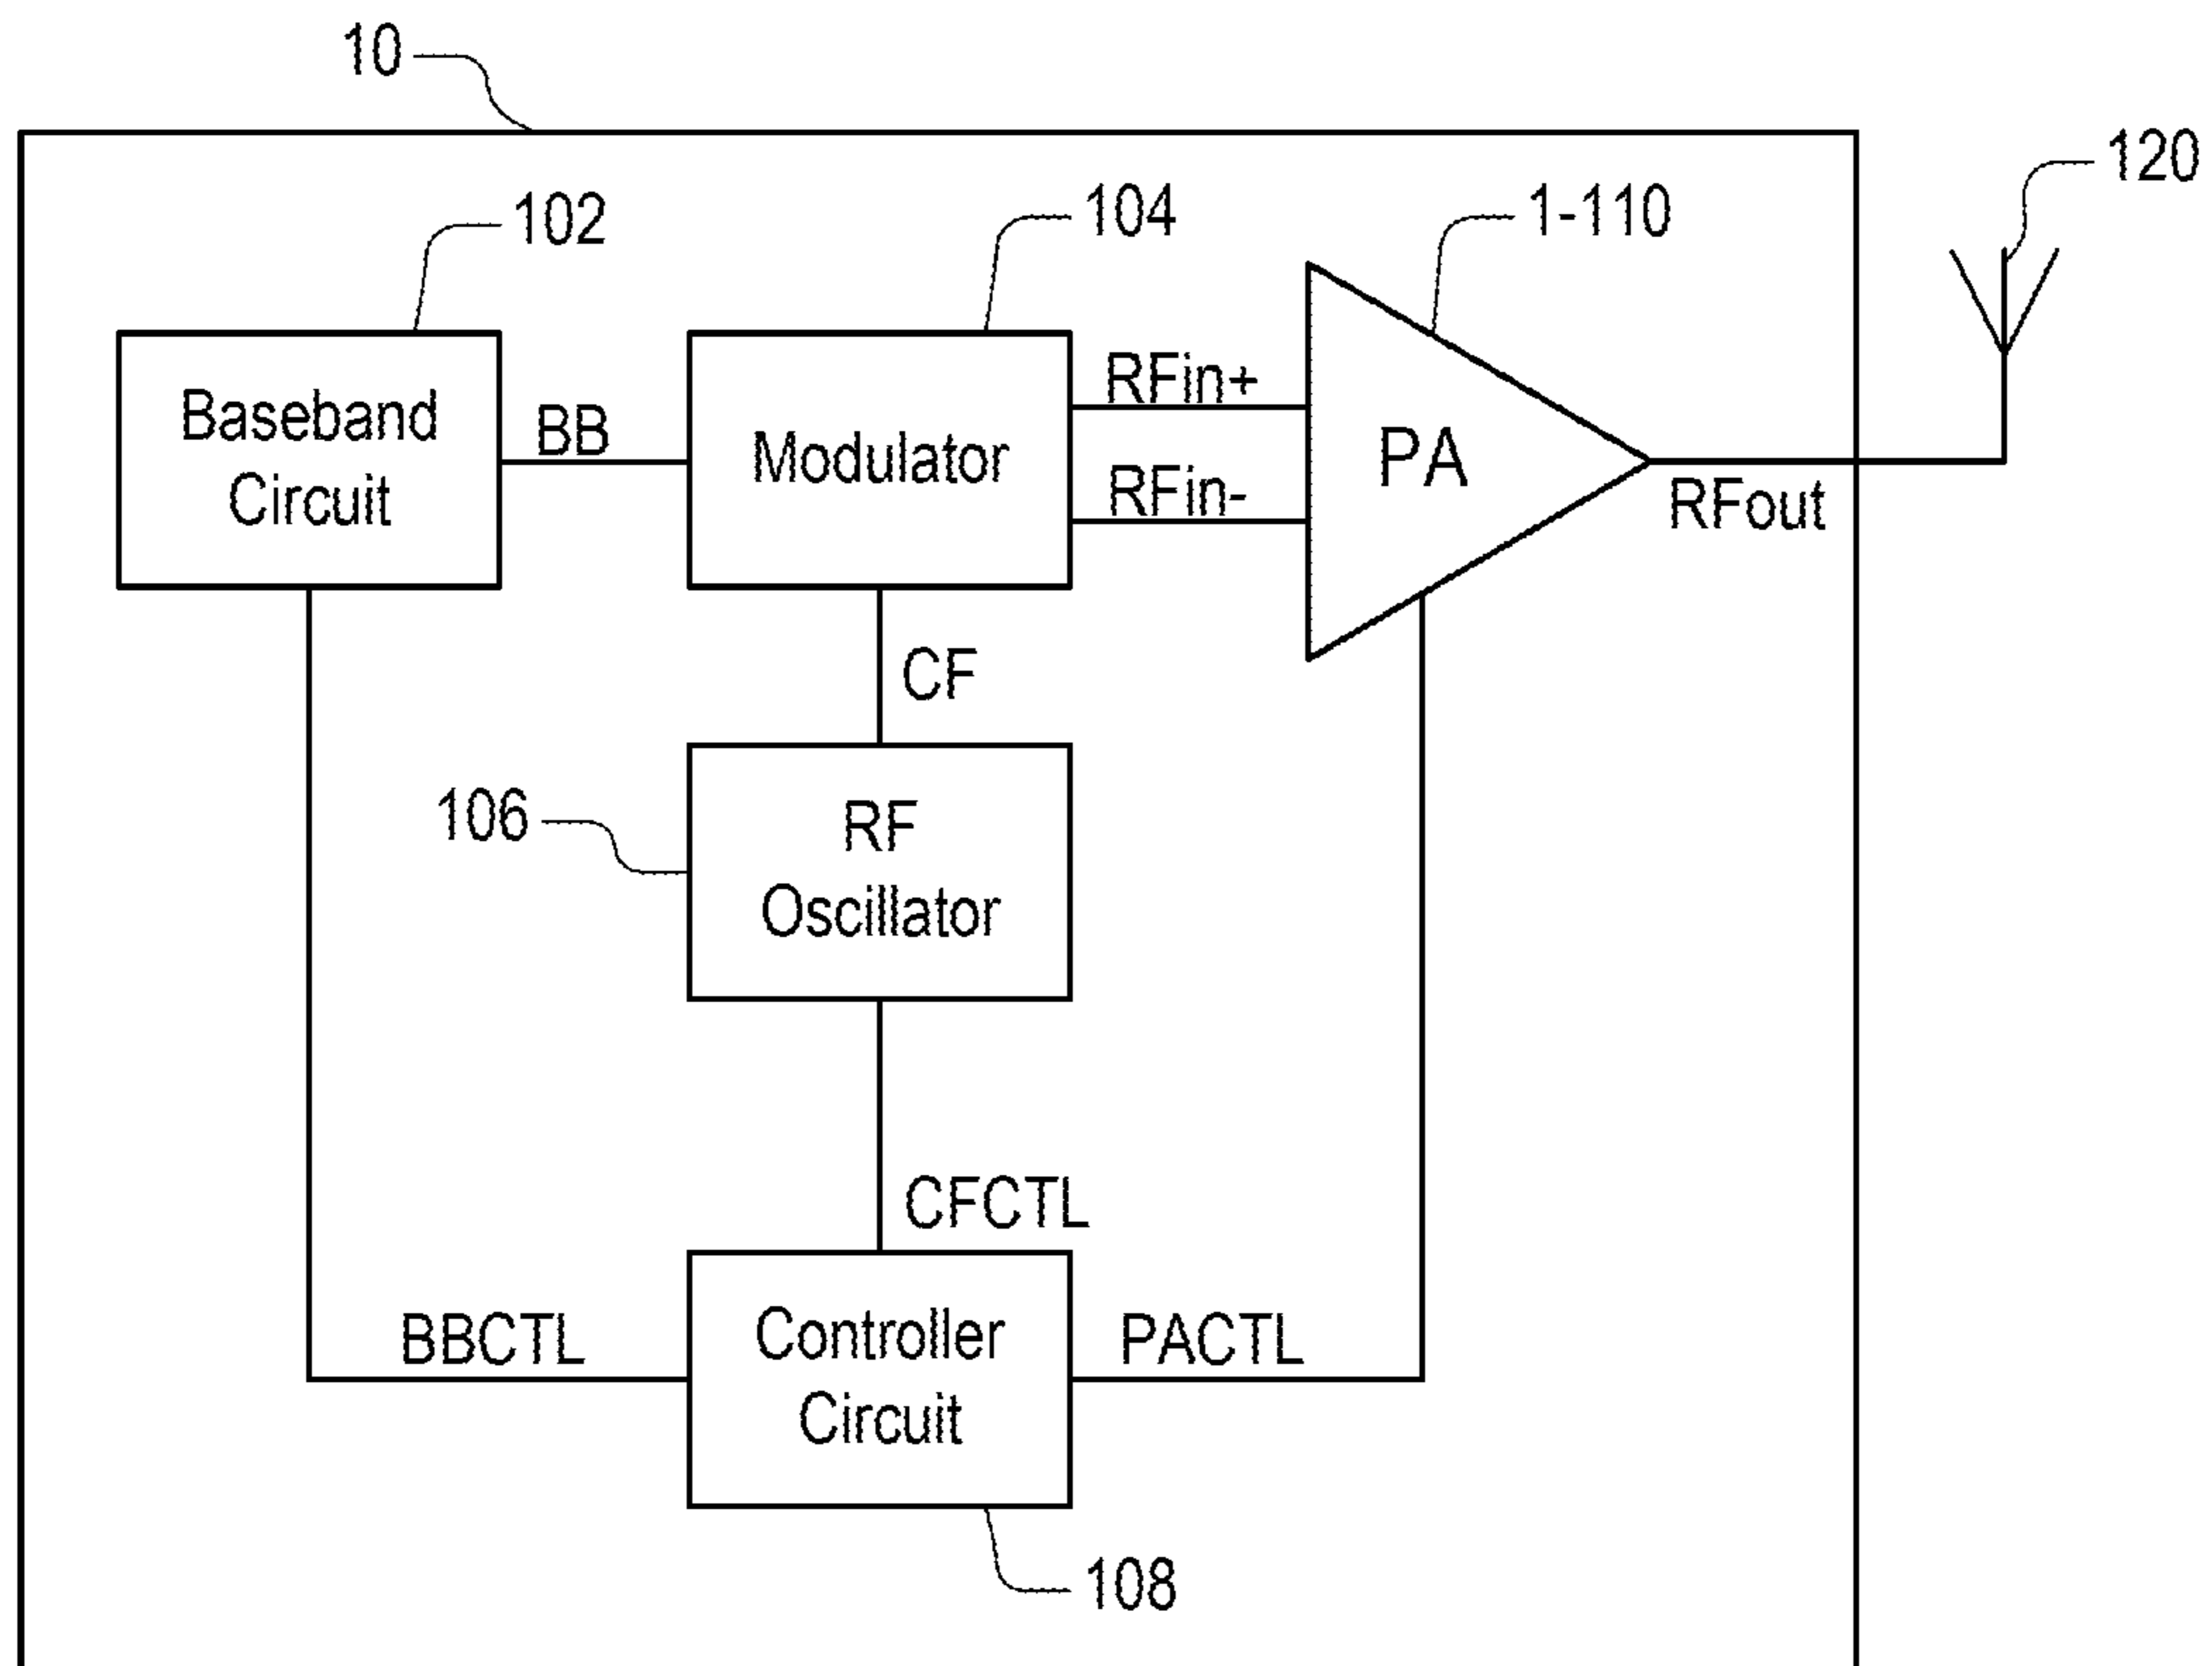 10
120
102
104
1-110
Baseband
Circuit
BB
Modulator
RFin+
RFin-
PA
RFout
CF
106
RF
Oscillator
CFCTL
BBCTL
Controller
Circuit
PACTL
108